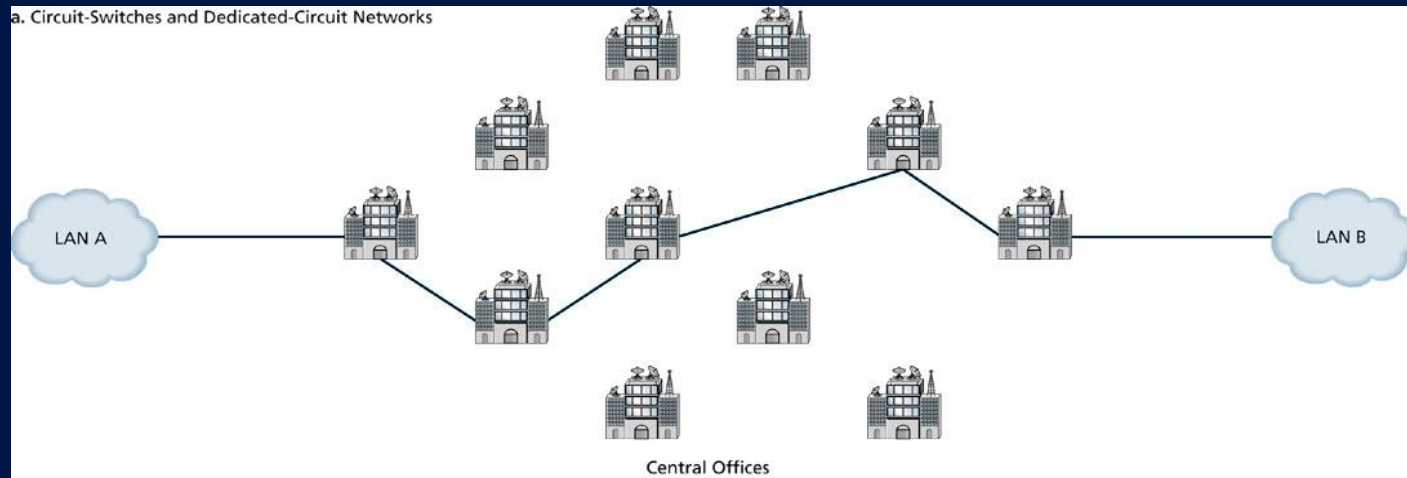 a. Circuit-Switches and Dedicated-Circuit Networks
LAN A
LAN B
Central Offices